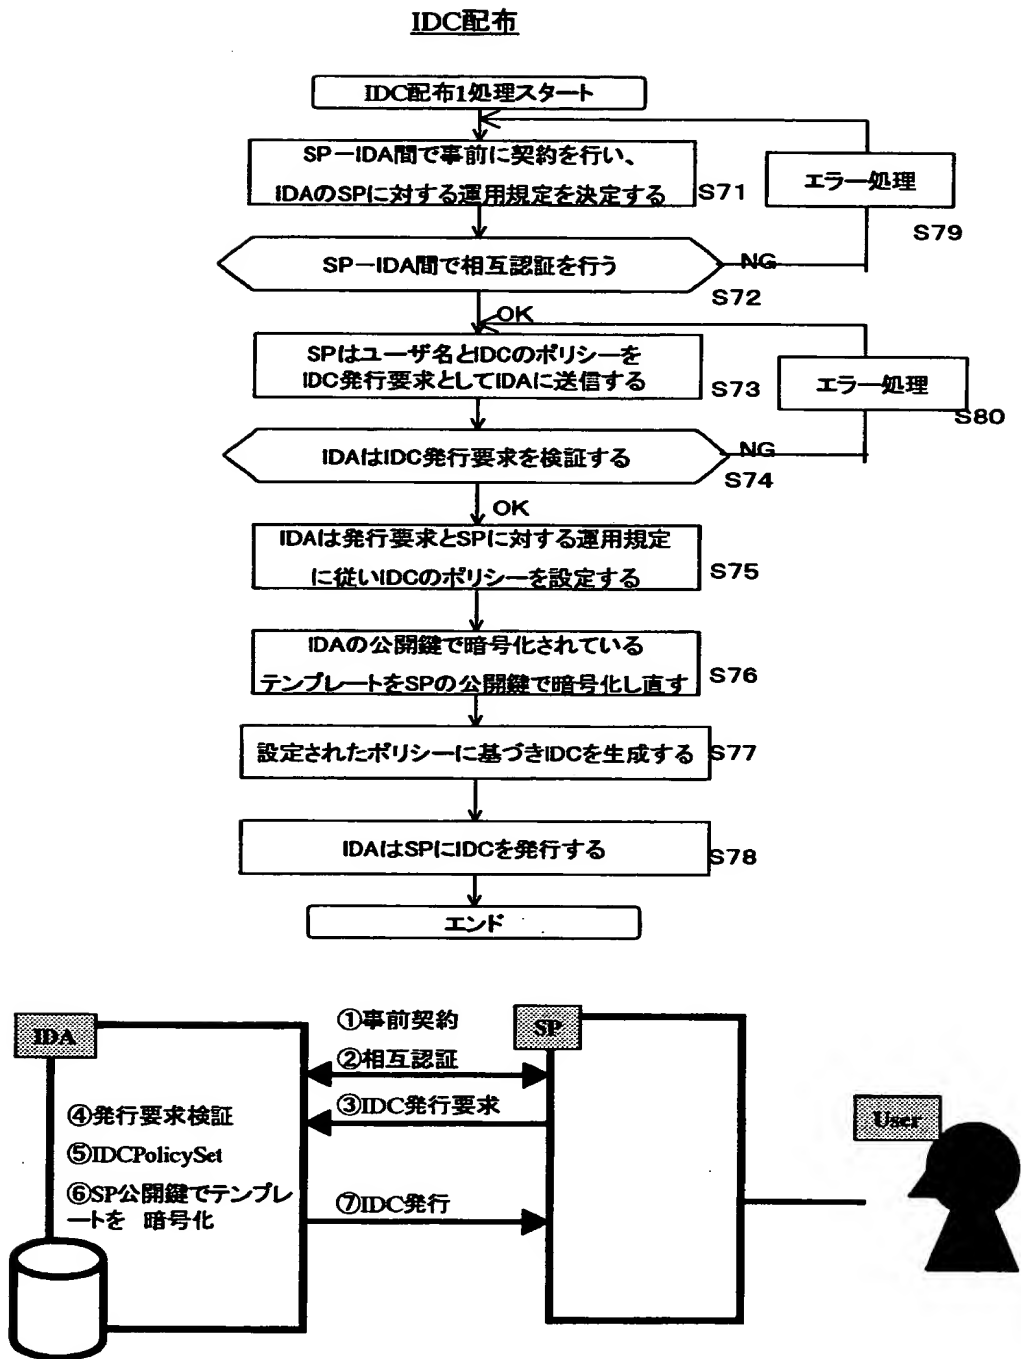 IDC配布
IDC配布1処理スタート
SP－IDA間で事前に契約を行い、
IDAのSPに対する運用規定を決定する
S71
エラー処理
S79
SP－IDA間で相互認証を行う
NG
S72
OK
SPはユーザ名とIDCのポリシーを
IDC発行要求としてIDAに送信する
S73
エラー処理
S80
IDAはIDC発行要求を検証する
NG
S74
OK
IDAは発行要求とSPに対する運用規定
に従いIDCのポリシーを設定する
S75
IDAの公開鍵で暗号化されている
テンプレートをSPの公開鍵で暗号化し直す
S76
設定されたポリシーに基づきIDCを生成する
S77
IDAはSPにIDCを発行する
S78
エンド
IDA
①事前契約
SP
②相互認証
③IDC発行要求
④発行要求検証
User
⑤IDCPolicySet
⑥SP公開鍵でテンプレ
ートを 暗号化
⑦IDC発行